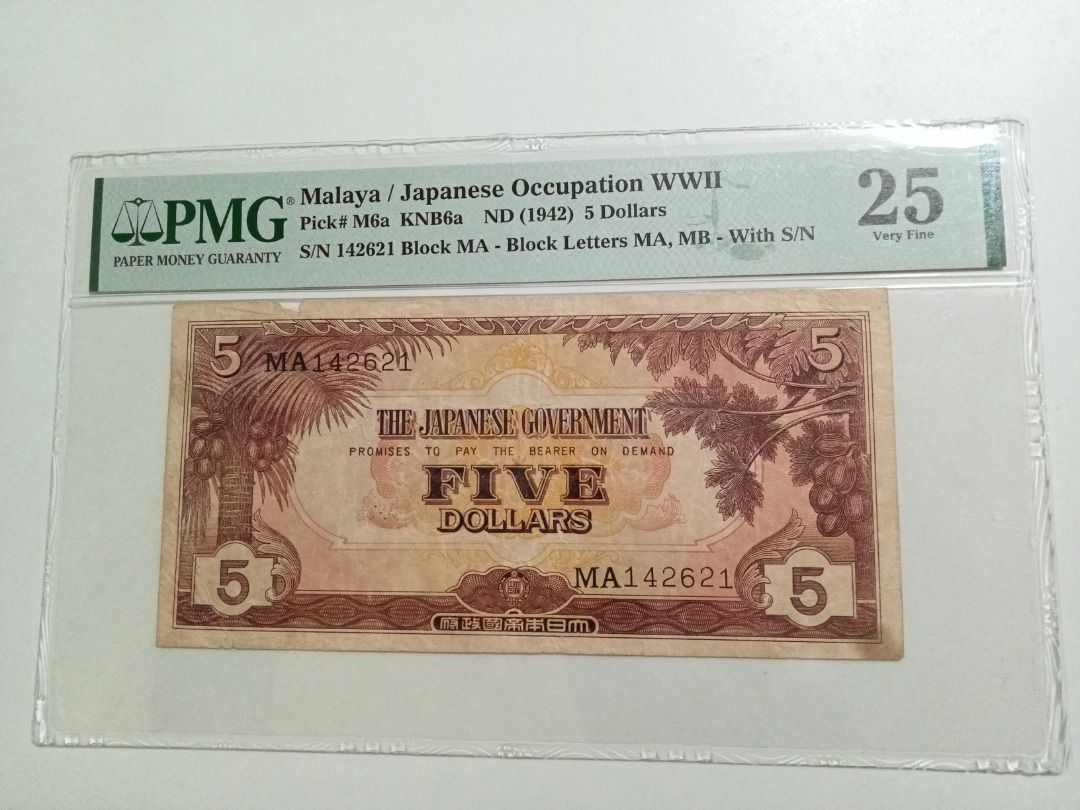 PMG®
PAPER MONEY GUARANTY
Malaya / Japanese Occupation WWII
Pick# M6a KNB6a ND (1942) 5 Dollars
S/N 142621 Block MA - Block Letters MA, MB - With S/N
25
Very Fine
5
MA142621
5
THE JAPANESE GOVERNMENT
PROMISES TO PAY THE BEARER ON DEMAND
FIVE
DOLLARS
5
MA142621
5
府政國帝本日大